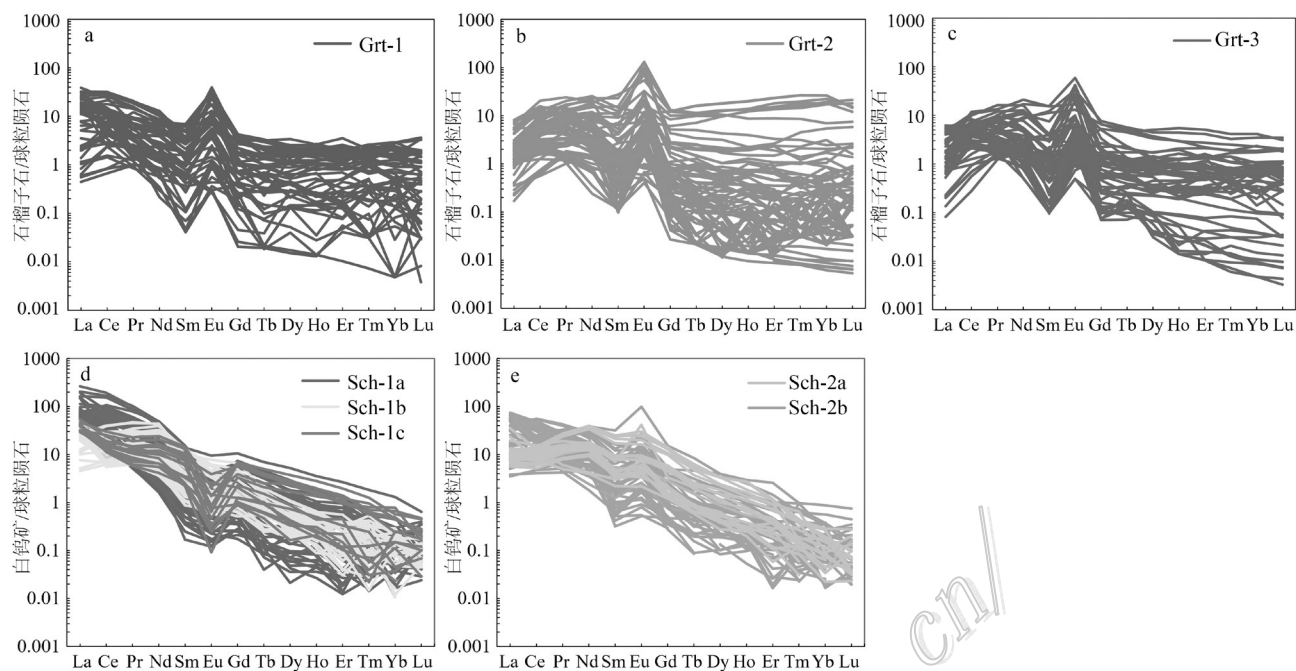 a
Grt-1
石榴子石/球粒陨石
1000
100
10
1
0.1
0.01
0.001
La Ce Pr Nd Sm Eu Gd Tb Dy Ho Er Tm Yb Lu
b
Grt-2
石榴子石/球粒陨石
1000
100
10
1
0.1
0.01
0.001
La Ce Pr Nd Sm Eu Gd Tb Dy Ho Er Tm Yb Lu
c
Grt-3
石榴子石/球粒陨石
1000
100
10
1
0.1
0.01
0.001
La Ce Pr Nd Sm Eu Gd Tb Dy Ho Er Tm Yb Lu
d
Sch-1a
Sch-1b
Sch-1c
白钨矿/球粒陨石
1000
100
10
1
0.1
0.01
0.001
La Ce Pr Nd Sm Eu Gd Tb Dy Ho Er Tm Yb Lu
e
Sch-2a
Sch-2b
白钨矿/球粒陨石
1000
100
10
1
0.1
0.01
0.001
La Ce Pr Nd Sm Eu Gd Tb Dy Ho Er Tm Yb Lu
cn/